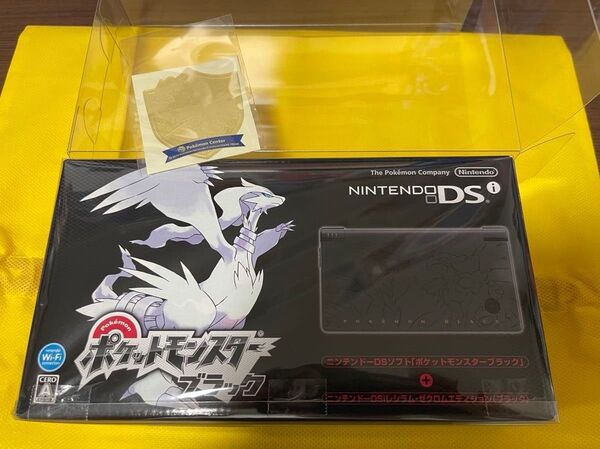 Pokémon Center
The Pokémon Company Nintendo
NINTENDO DS i
POKÉMON BLACK
Pokémon
ポケットモンスター
ブラック
Nintendo
Wi-Fi
CERO
A
ニンテンドーDSソフト「ポケットモンスターブラック」
+
ニンテンドーDSiレシラム・ゼクロムエディション(ブラック)